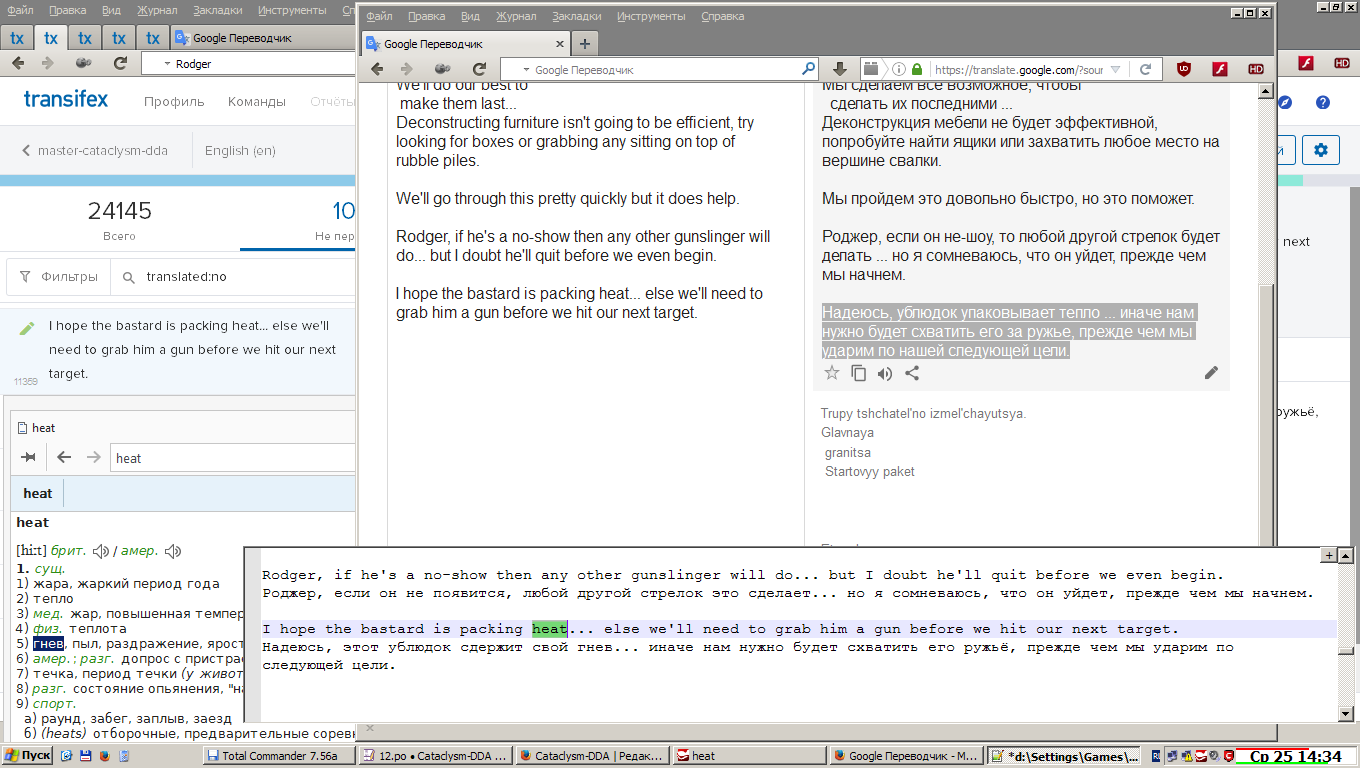 Файл Правка Вид Журнал Закладки Инструменты
Google Переводчик
Rodger
transifex
Профиль Команды Отчёты
master-cataclysm-dda
English (en)
24145
Всего
10
Не пер
Фильтры
translated:no
I hope the bastard is packing heat... else we'll
need to grab him a gun before we hit our next
target.
11359
heat
heat
heat
heat
[hiːt] брит. / амер.
1. сущ.
1) жара, жаркий период года
2) тепло
3) мед. жар, повышенная темпер
4) физ. теплота
5) гнев, пыл, раздражение, ярост
6) амер.; разг. допрос с пристрас
7) течка, период течки (у живот
8) разг. состояние опьянения, "на
9) спорт.
а) раунд, забег, заплыв, заезд
б) (heats) отборочные, предварительные сорев
Файл Правка Вид Журнал Закладки Инструменты Справка
Google Переводчик
Google Переводчик
https://translate.google.com/?sour
HD
HD
We'll do our best to
make them last...
Deconstructing furniture isn't going to be efficient, try
looking for boxes or grabbing any sitting on top of
rubble piles.
We'll go through this pretty quickly but it does help.
Rodger, if he's a no-show then any other gunslinger will
do... but I doubt he'll quit before we even begin.
I hope the bastard is packing heat... else we'll need to
grab him a gun before we hit our next target.
Мы сделаем все возможное, чтобы
сделать их последними ...
Деконструкция мебели не будет эффективной,
попробуйте найти ящики или захватить любое место на
вершине свалки.
Мы пройдем это довольно быстро, но это поможет.
Роджер, если он не-шоу, то любой другой стрелок будет
делать ... но я сомневаюсь, что он уйдет, прежде чем
мы начнем.
Надеюсь, ублюдок упаковывает тепло ... иначе нам
нужно будет схватить его за ружье, прежде чем мы
ударим по нашей следующей цели.
Trupy tshchatel'no izmel'chayutsya.
Glavnaya
granitsa
Startovyy paket
next
ружьё,
Rodger, if he's a no-show then any other gunslinger will do... but I doubt he'll quit before we even begin.
Роджер, если он не появится, любой другой стрелок это сделает... но я сомневаюсь, что он уйдет, прежде чем мы начнем.
I hope the bastard is packing heat... else we'll need to grab him a gun before we hit our next target.
Надеюсь, этот ублюдок сдержит свой гнев... иначе нам нужно будет схватить его ружьё, прежде чем мы ударим по
следующей цели.
Пуск
Total Commander 7.56a
12.po • Cataclysm-DDA ...
Cataclysm-DDA | Редак...
heat
Google Переводчик - M...
*d:\Settings\Games\...
Ср 25 14:34